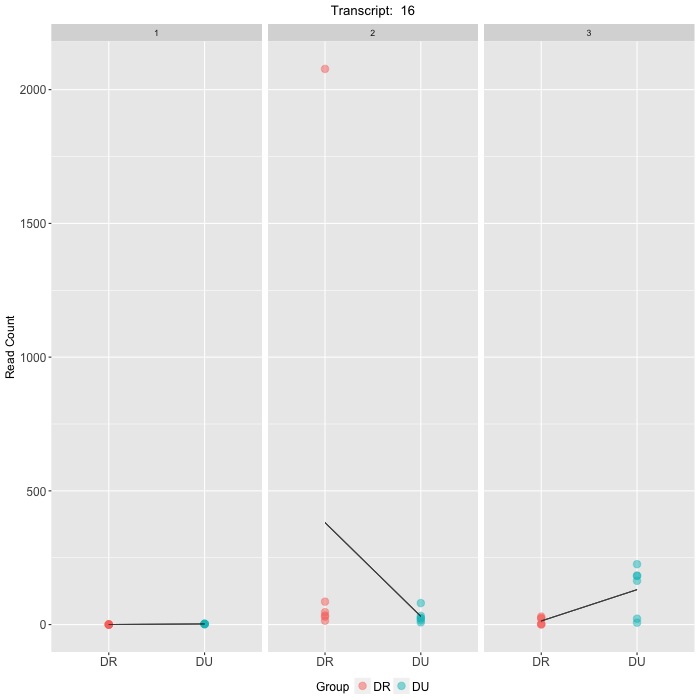 Transcript:  16
1 2 3
2000
1500
1000
500
0
Read Count
DR DU DR DU DR DU
Group DR DU